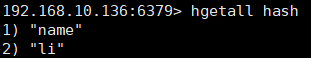 192.168.10.136:6379> hgetall hash
1) "name"
2) "li"